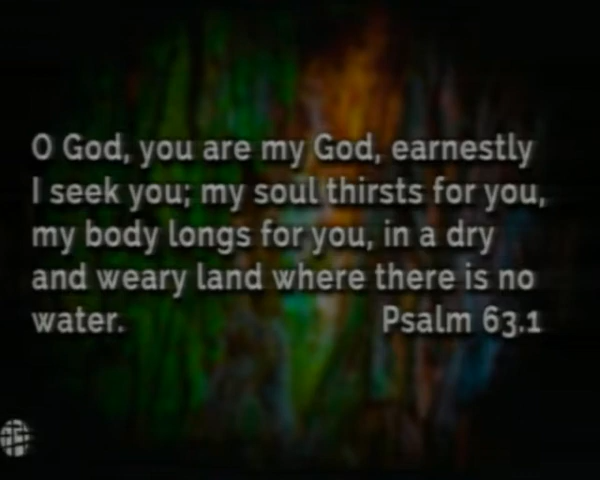 O God, you are my God, earnestly
I seek you; my soul thirsts for you,
my body longs for you, in a dry
and weary land where there is no
water. Psalm 63.1